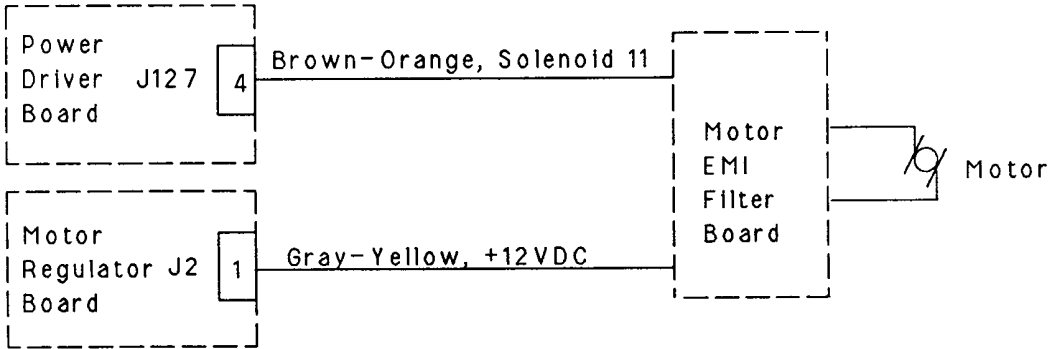 Power
Driver J127
Board
4
Brown-Orange, Solenoid 11
Motor
EMI
Filter
Board
Motor
Motor
Regulator J2
Board
1
Gray-Yellow, +12VDC